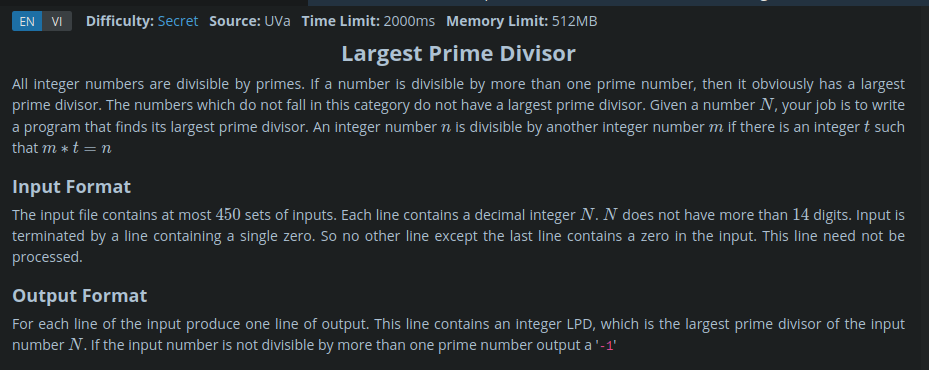 EN VI Difficulty: Secret Source: UVa Time Limit: 2000ms Memory Limit: 512MB
Largest Prime Divisor
All integer numbers are divisible by primes. If a number is divisible by more than one prime number, then it obviously has a largest
prime divisor. The numbers which do not fall in this category do not have a largest prime divisor. Given a number N, your job is to write
a program that finds its largest prime divisor. An integer number n is divisible by another integer number m if there is an integer t such
that m ∗ t = n
Input Format
The input file contains at most 450 sets of inputs. Each line contains a decimal integer N. N does not have more than 14 digits. Input is
terminated by a line containing a single zero. So no other line except the last line contains a zero in the input. This line need not be
processed.
Output Format
For each line of the input produce one line of output. This line contains an integer LPD, which is the largest prime divisor of the input
number N. If the input number is not divisible by more than one prime number output a '-1'